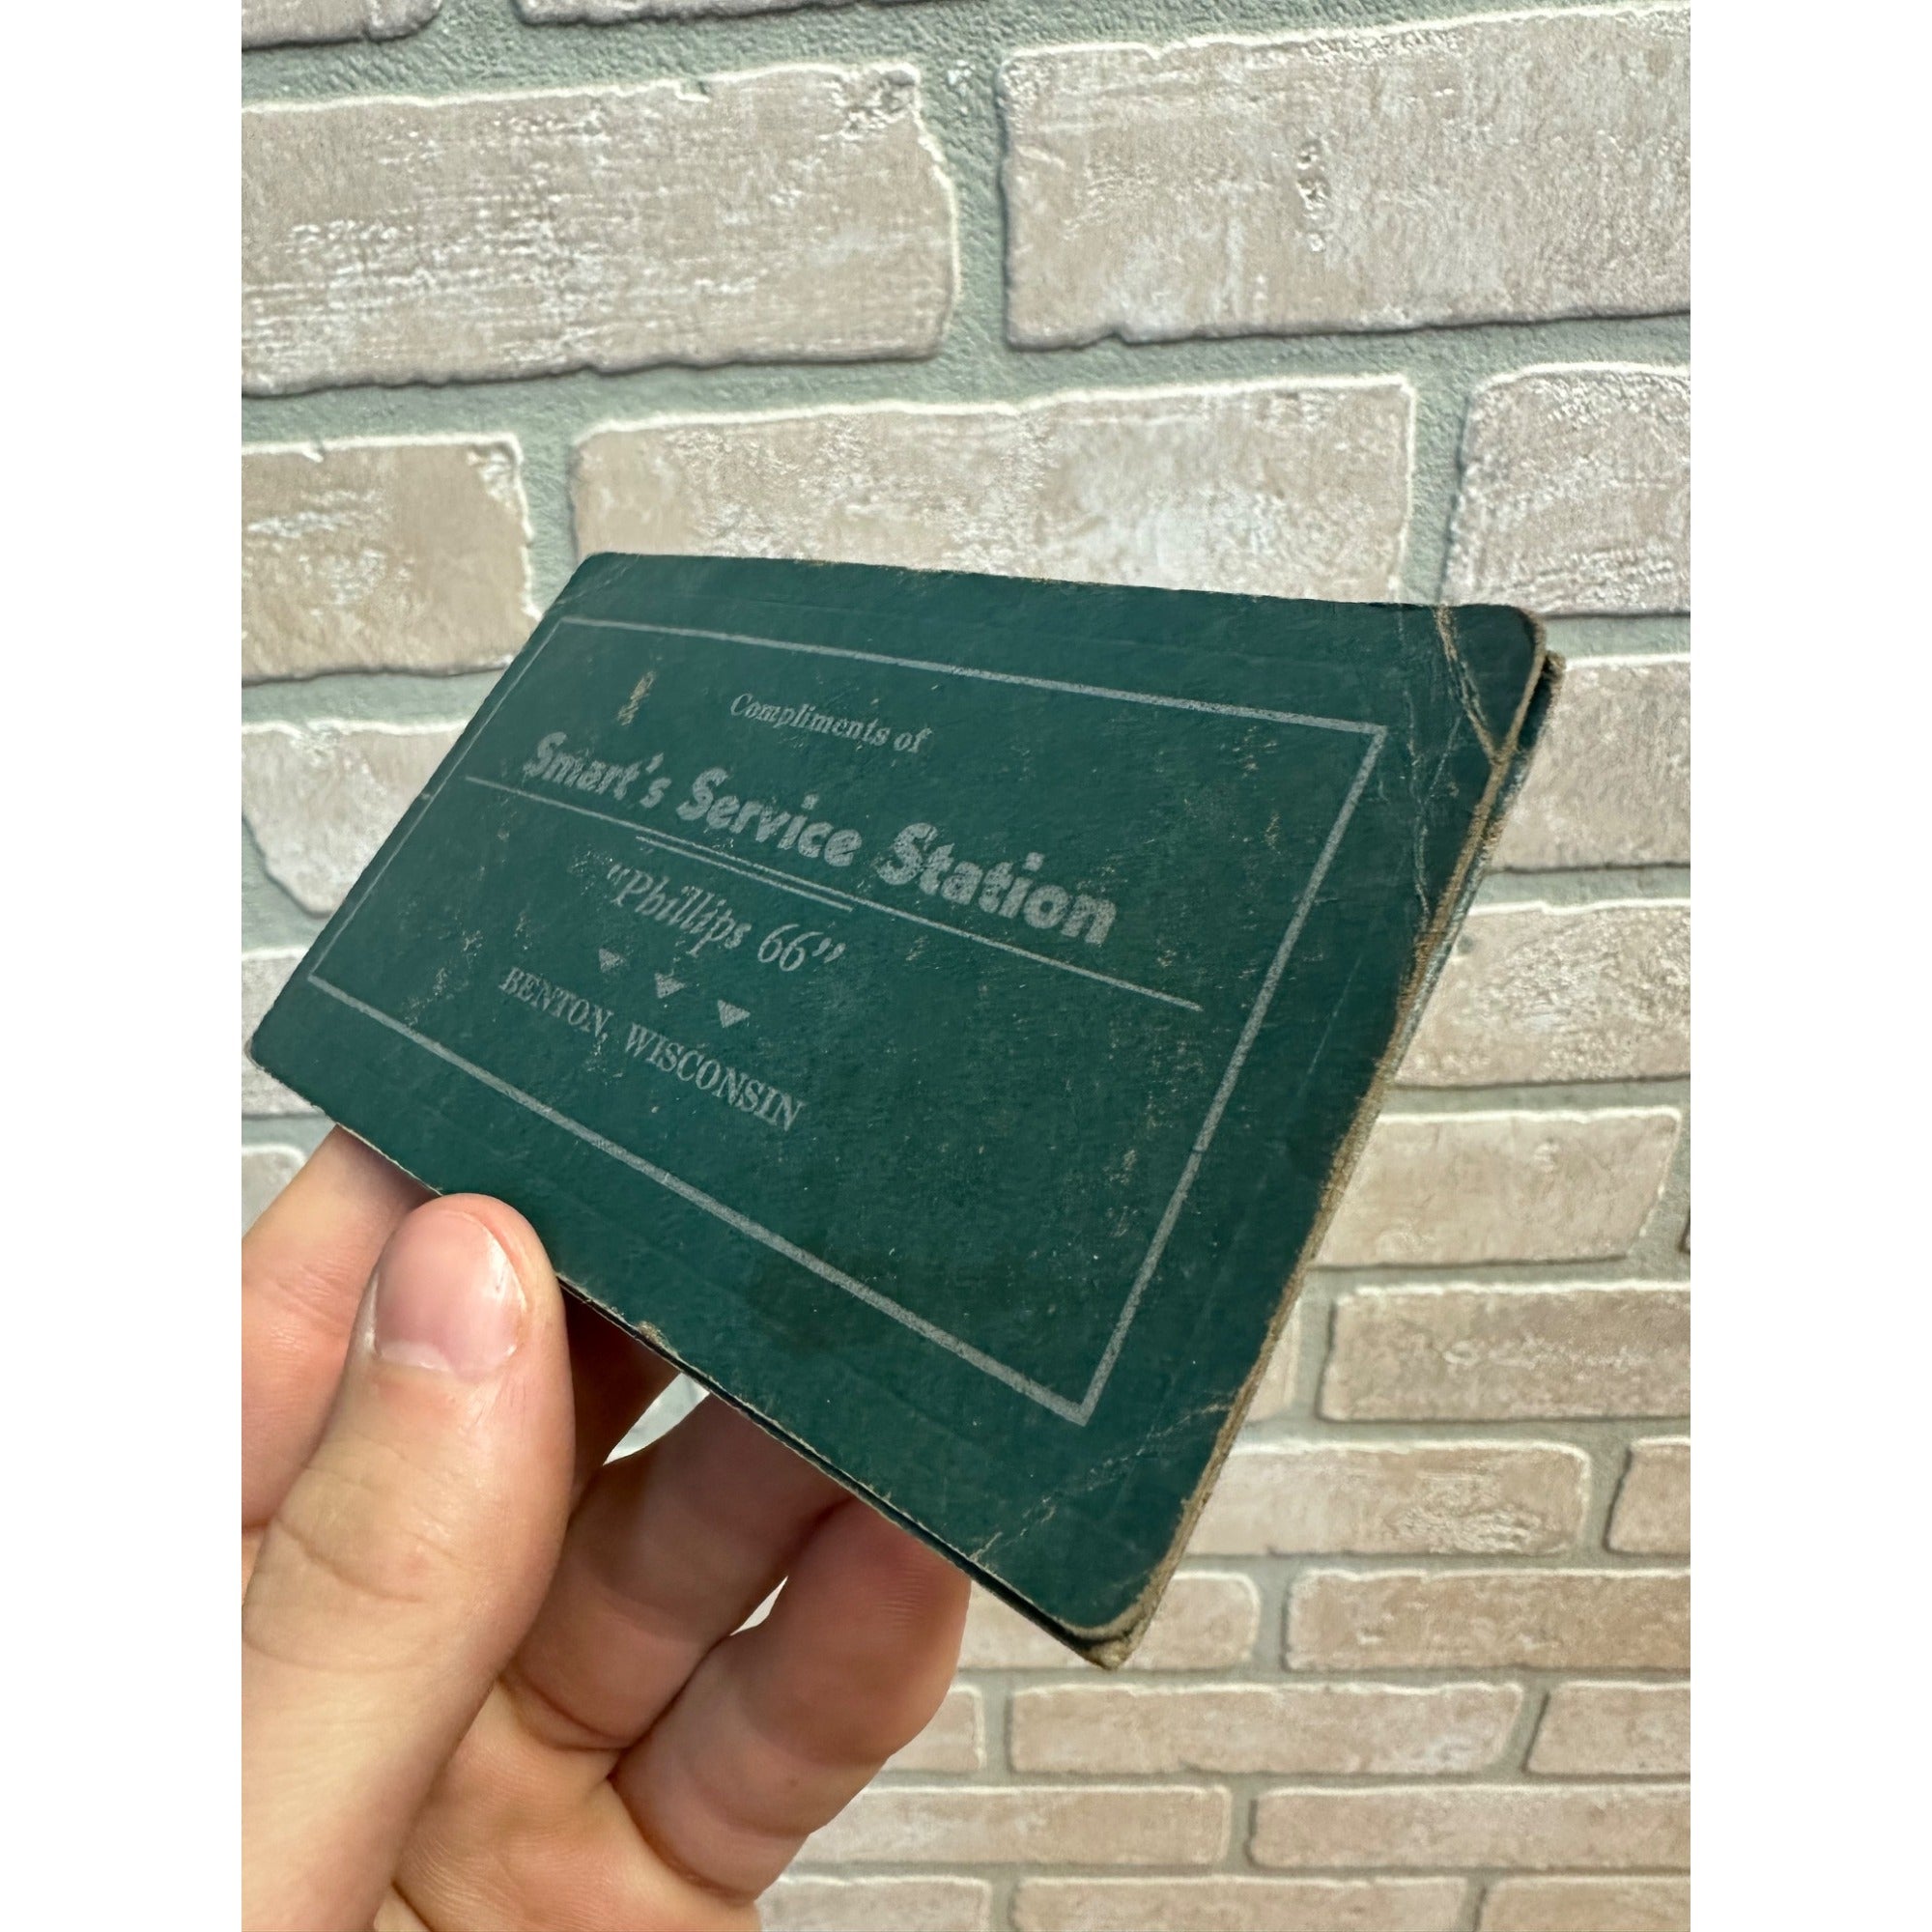 Compliments of
Smart's Service Station
"Phillips 66"
BENTON, WISCONSIN